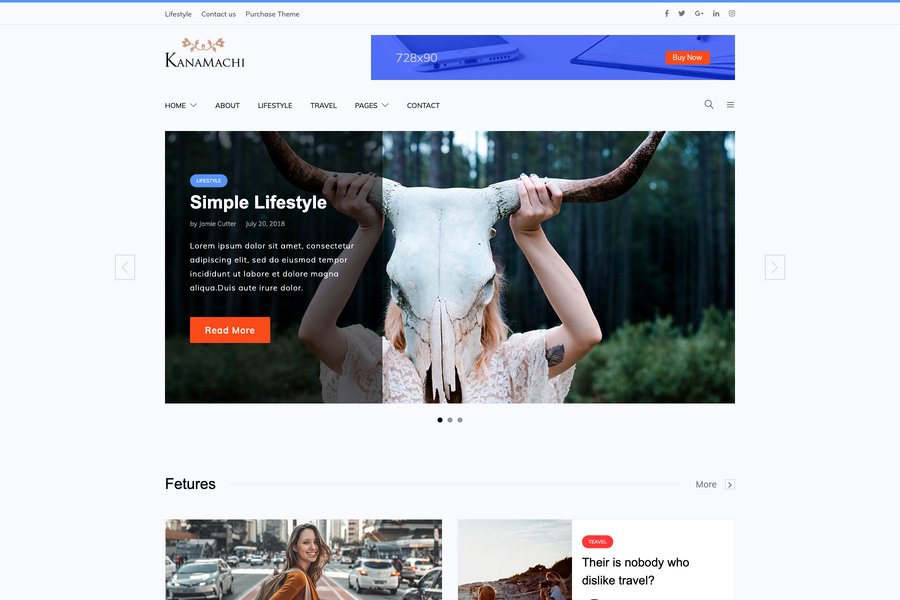 Lifestyle Contact us Purchase Theme
KanaMachi
728x90
Buy Now
HOME ABOUT LIFESTYLE TRAVEL PAGES CONTACT
LIFESTYLE
Simple Lifestyle
by Jamie Cutter July 20, 2018
Lorem ipsum dolor sit amet, consectetur
adipiscing elit, sed do eiusmod tempor
incididunt ut labore et dolore magna
aliqua.Duis aute irure dolor.
Read More
Fetures
More
TEAVEL
Their is nobody who
dislike travel?